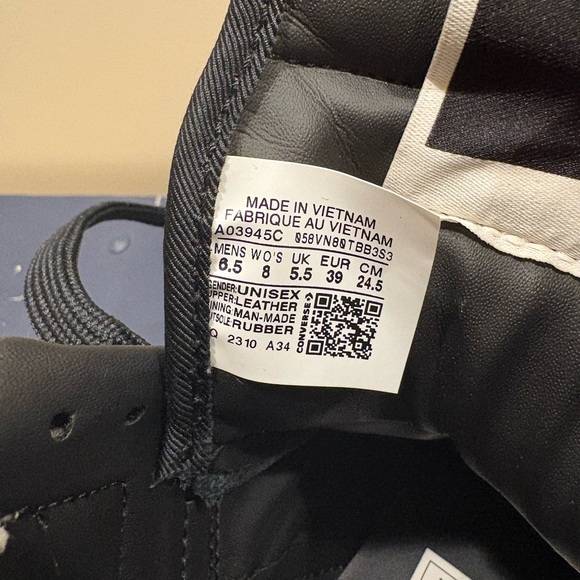 MADE IN VIETNAM
FABRIQUE AU VIETNAM
A03945C 058VN80TBB3S3
MENS WO'S UK EUR CM
6.5 8 5.5 39 24.5
GENDER:UNISEX
UPPER:LEATHER
LINING:MAN-MADE
OUTSOLE:RUBBER
Q 2310 A34
CONVERSE